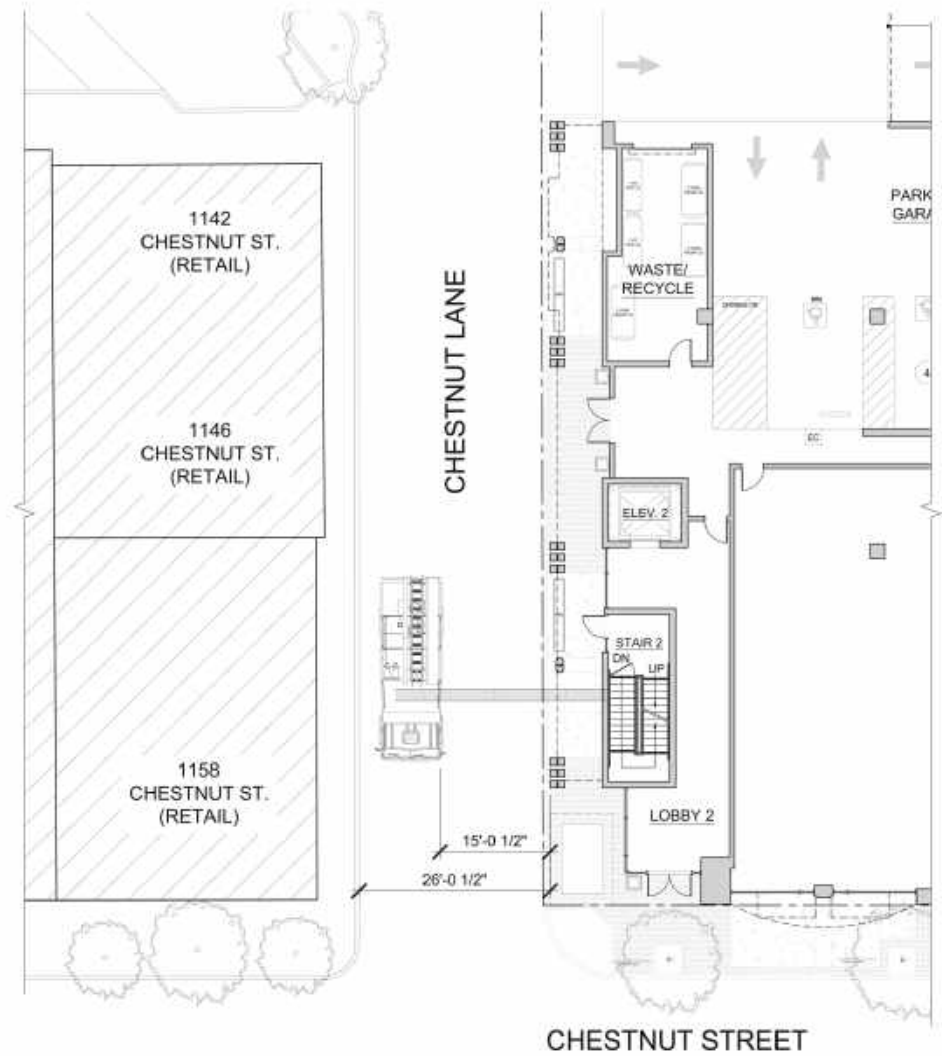 1142
CHESTNUT ST.
(RETAIL)
PARK
GARA
WASTE/
RECYCLE
CHESTNUT LANE
1146
CHESTNUT ST.
(RETAIL)
4
EC
ELEV. 2
STAIR 2
DN
UP
1158
CHESTNUT ST.
(RETAIL)
LOBBY 2
15'-0 1/2"
26'-0 1/2"
CHESTNUT STREET